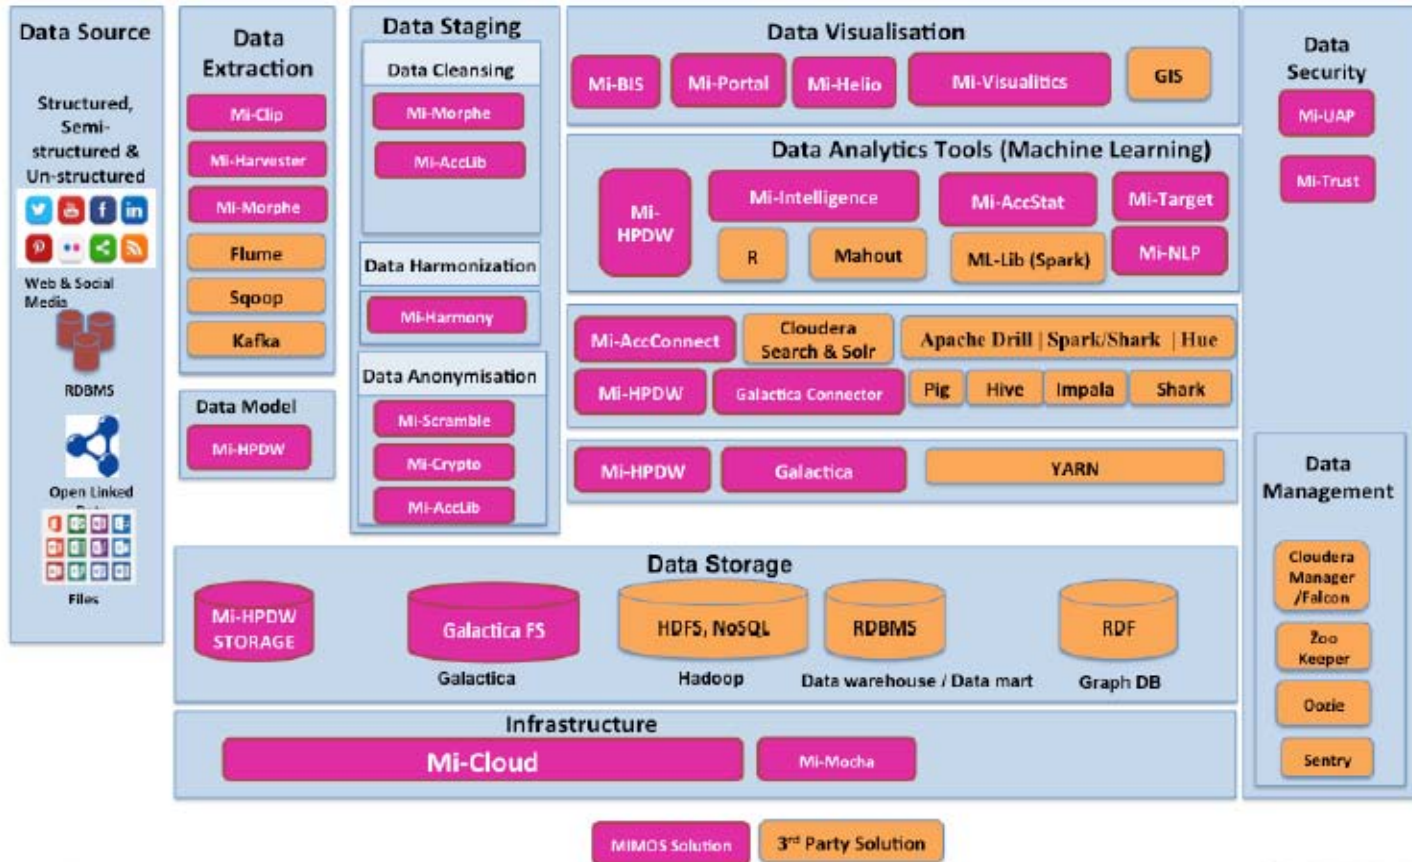 Data Source
Structured,
Semi-
structured &
Un-structured
Web & Social
Media
RDBMS
Open Linked
Files
Data
Extraction
Mi-Clip
Mi-Harvester
Mi-Morphe
Flume
Sqoop
Kafka
Data Model
Mi-HPDW
Data Staging
Data Cleansing
Mi-Morphe
Mi-AccLib
Data Harmonization
Mi-Harmony
Data Anonymisation
Mi-Scramble
Mi-Crypto
Mi-AccLib
Data Visualisation
Mi-BIS
Mi-Portal
Mi-Helio
Mi-Visualitics
GIS
Data Analytics Tools (Machine Learning)
Mi-
HPDW
Mi-Intelligence
Mi-AccStat
Mi-Target
R
Mahout
ML-Lib (Spark)
Mi-NLP
Mi-AccConnect
Cloudera
Search & Solr
Apache Drill | Spark/Shark | Hue
Mi-HPDW
Galactica Connector
Pig
Hive
Impala
Shark
Mi-HPDW
Galactica
YARN
Data
Security
Mi-UAP
Mi-Trust
Data
Management
Cloudera
Manager
/Falcon
Zoo
Keeper
Oozie
Sentry
Data Storage
Mi-HPDW
STORAGE
Galactica FS
HDFS, NoSQL
RDBMS
RDF
Galactica
Hadoop
Data warehouse / Data mart
Graph DB
Infrastructure
Mi-Cloud
Mi-Mocha
MIMOS Solution
3rd Party Solution